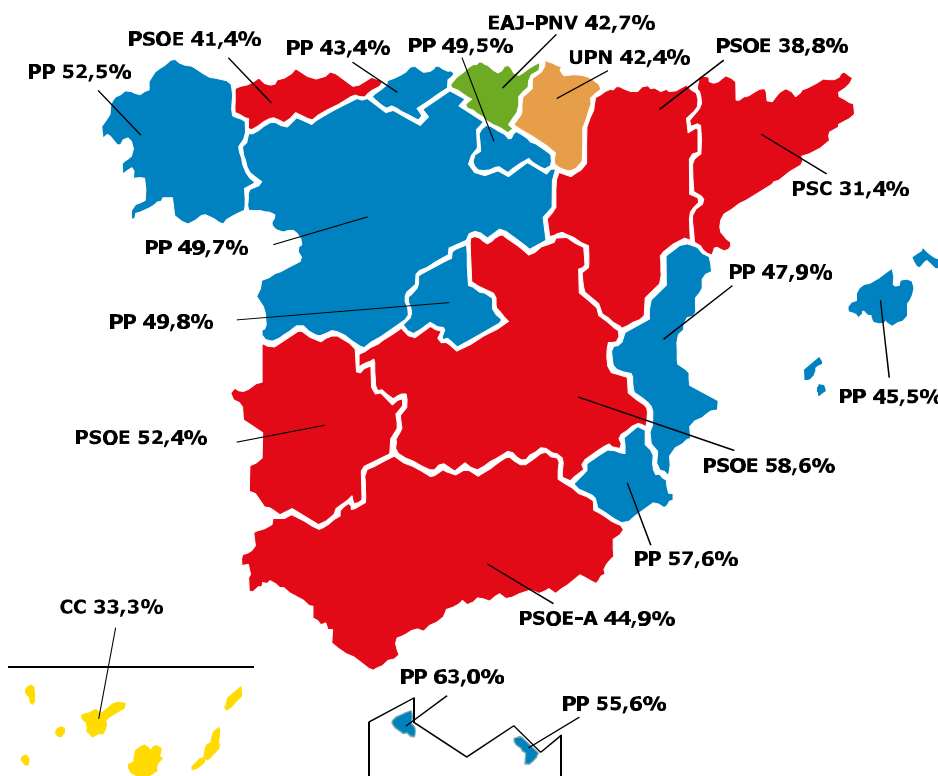 EAJ-PNV 42,7%
PSOE 41,4%
PP 43,4%
PP 49,5%
UPN 42,4%
PSOE 38,8%
PP 52,5%
PSC 31,4%
PP 49,7%
PP 47,9%
PP 49,8%
PP 45,5%
PSOE 52,4%
PSOE 58,6%
PP 57,6%
CC 33,3%
PSOE-A 44,9%
PP 63,0%
PP 55,6%